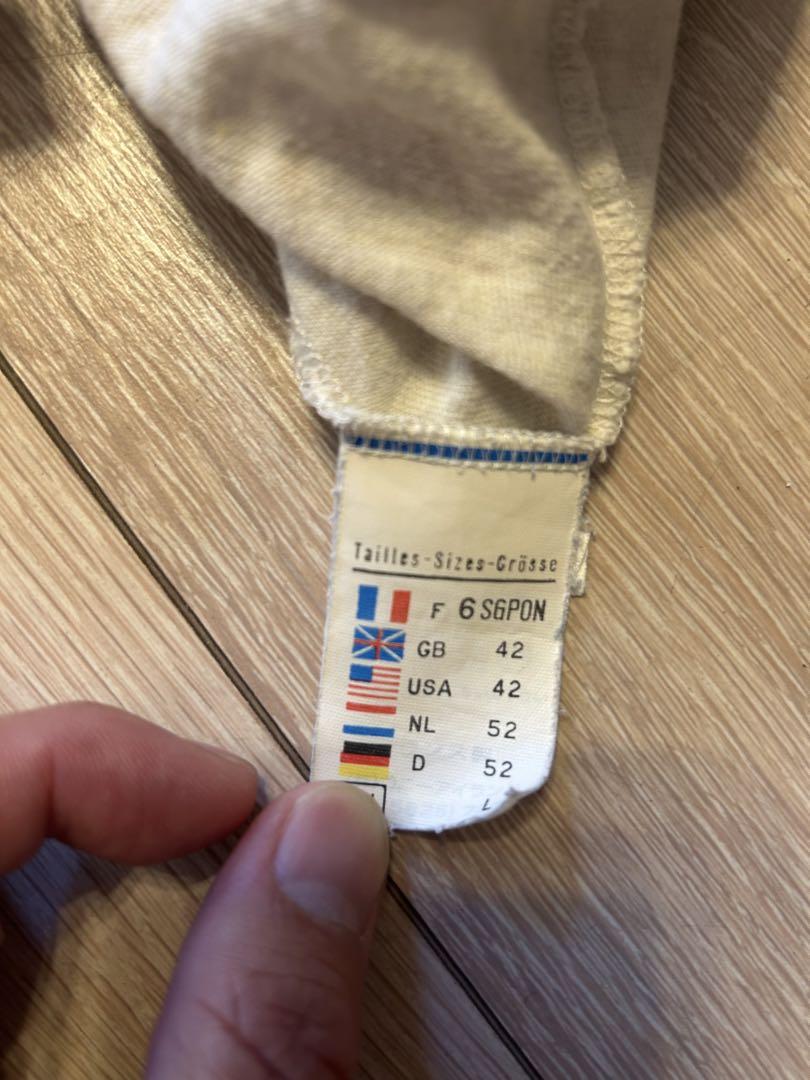 Tailles-Sizes-Grösse
F 6 SGPON
GB 42
USA 42
NL 52
D 52
L